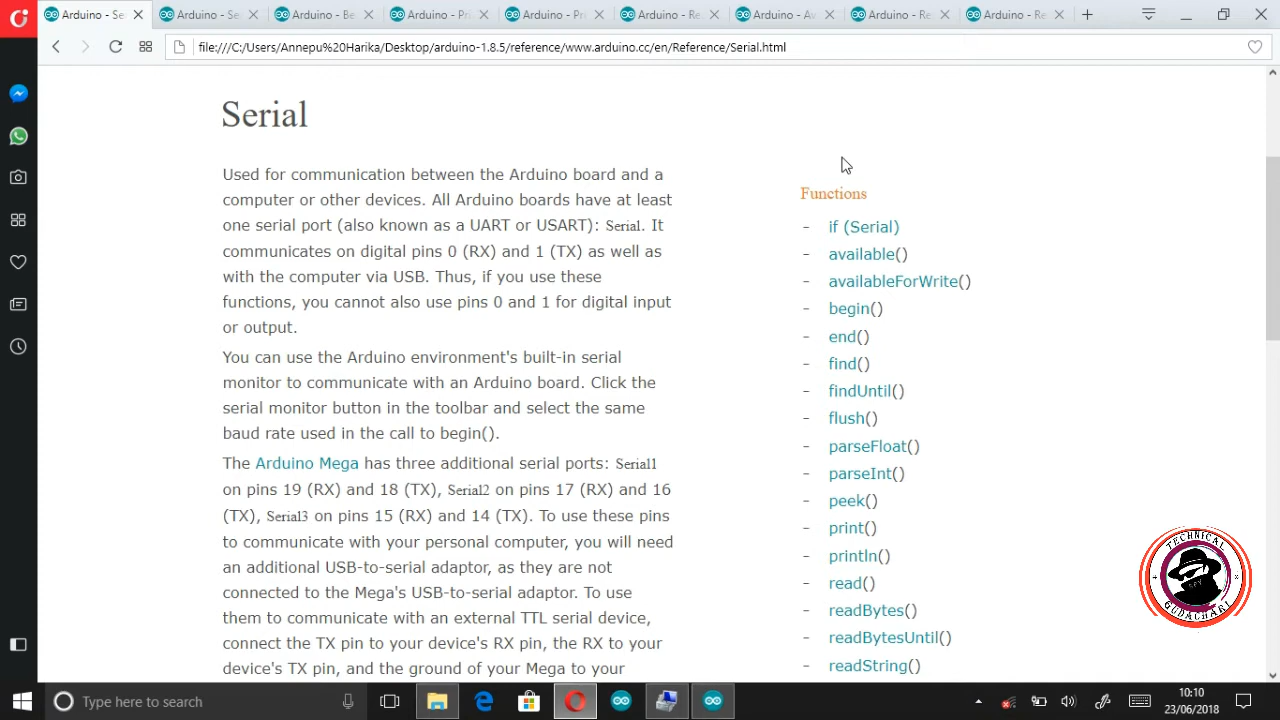 Arduino - Se
Arduino - Se
Arduino - Be
Arduino - Pri
Arduino - Pri
Arduino - Re
Arduino - Av
Arduino - Re
Arduino - Re
file:///C:/Users/Annepu%20Harika/Desktop/arduino-1.8.5/reference/www.arduino.cc/en/Reference/Serial.html
Serial
Used for communication between the Arduino board and a
computer or other devices. All Arduino boards have at least
one serial port (also known as a UART or USART): Serial. It
communicates on digital pins 0 (RX) and 1 (TX) as well as
with the computer via USB. Thus, if you use these
functions, you cannot also use pins 0 and 1 for digital input
or output.
You can use the Arduino environment's built-in serial
monitor to communicate with an Arduino board. Click the
serial monitor button in the toolbar and select the same
baud rate used in the call to begin().
The Arduino Mega has three additional serial ports: Serial1
on pins 19 (RX) and 18 (TX), Serial2 on pins 17 (RX) and 16
(TX), Serial3 on pins 15 (RX) and 14 (TX). To use these pins
to communicate with your personal computer, you will need
an additional USB-to-serial adaptor, as they are not
connected to the Mega's USB-to-serial adaptor. To use
them to communicate with an external TTL serial device,
connect the TX pin to your device's RX pin, the RX to your
device's TX pin, and the ground of your Mega to your
Functions
- if (Serial)
- available()
- availableForWrite()
- begin()
- end()
- find()
- findUntil()
- flush()
- parseFloat()
- parseInt()
- peek()
- print()
- println()
- read()
- readBytes()
- readBytesUntil()
- readString()
TECHNICAL
SPY
GUDACHARI
Type here to search
10:10
23/06/2018